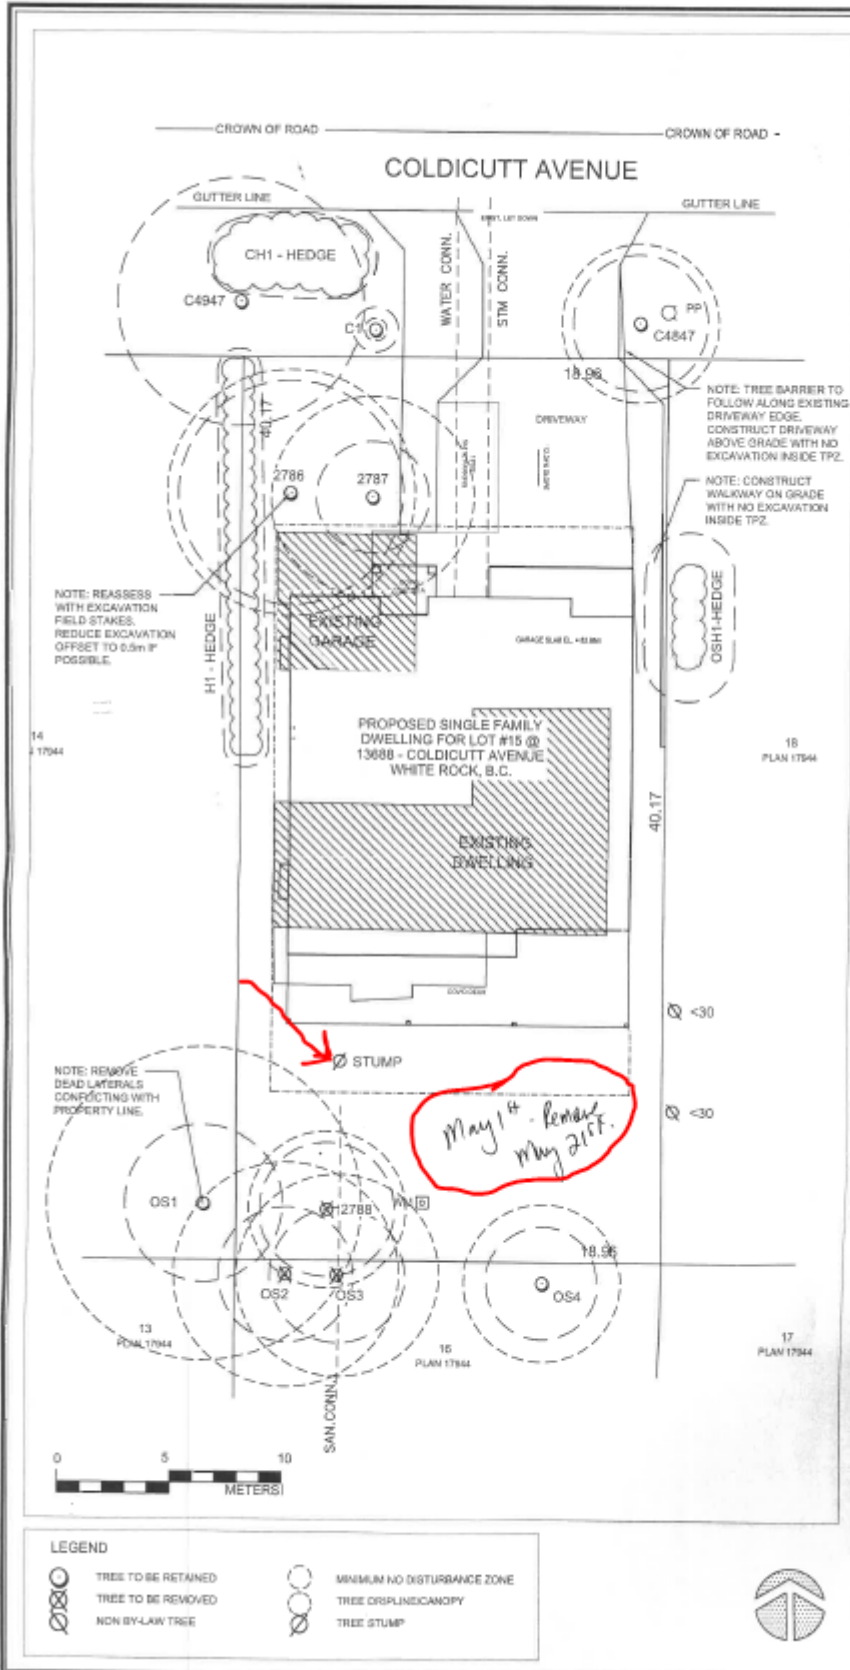 CROWN OF ROAD
CROWN OF ROAD
COLDICUTT AVENUE
GUTTER LINE
GUTTER LINE
EXIST. LET DOWN
CH1 - HEDGE
WATER CONN.
STM CONN.
C4947
C1
PP
C4847
18.96
NOTE: TREE BARRIER TO
FOLLOW ALONG EXISTING
DRIVEWAY EDGE.
CONSTRUCT DRIVEWAY
ABOVE GRADE WITH NO
EXCAVATION INSIDE TPZ.
40.17
DRIVEWAY
2786
2787
NOTE: CONSTRUCT
WALKWAY ON GRADE
WITH NO EXCAVATION
INSIDE TPZ.
NOTE: REASSESS
WITH EXCAVATION
FIELD STAKES.
REDUCE EXCAVATION
OFFSET TO 0.5m IF
POSSIBLE.
H1 - HEDGE
EXISTING
GARAGE
GARAGE SLAB EL.
OSH1-HEDGE
14
17944
PROPOSED SINGLE FAMILY
DWELLING FOR LOT #15 @
13688 - COLDICUTT AVENUE
WHITE ROCK, B.C.
18
PLAN 17944
40.17
EXISTING
DWELLING
<30
STUMP
NOTE: REMOVE
DEAD LATERALS
CONFLICTING WITH
PROPERTY LINE.
May 1st - Remove
May 21st.
<30
OS1
2788
18.96
OS2
OS3
OS4
13
PLAN 17944
16
PLAN 17944
17
PLAN 17944
SAN.CONN.
0 5 10
METERS
LEGEND
TREE TO BE RETAINED
TREE TO BE REMOVED
NON BY-LAW TREE
MINIMUM NO DISTURBANCE ZONE
TREE DRIPLINE/CANOPY
TREE STUMP